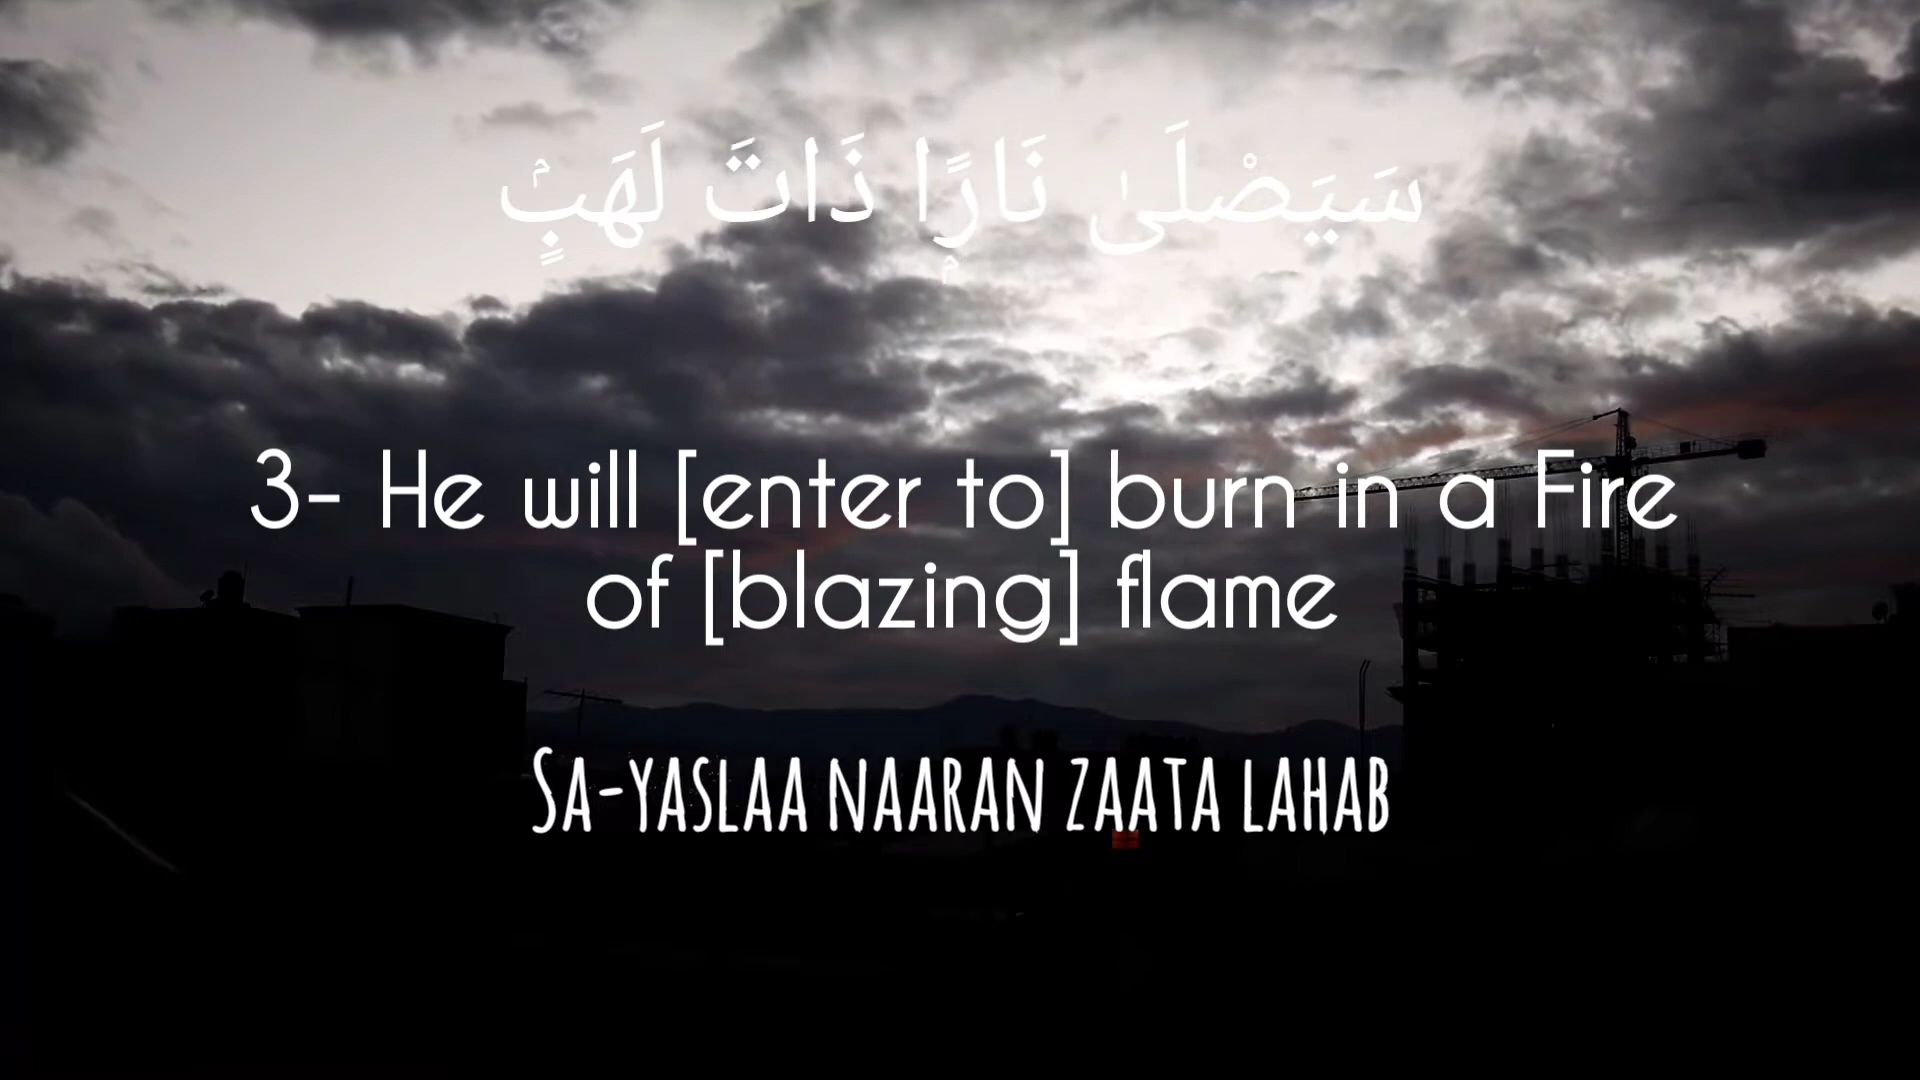 سَيَصْلَىٰ نَارًۭا ذَاتَ لَهَبٍۢ
3- He will [enter to] burn in a Fire
of [blazing] flame
Sa-yaslaa naaran zaata lahab